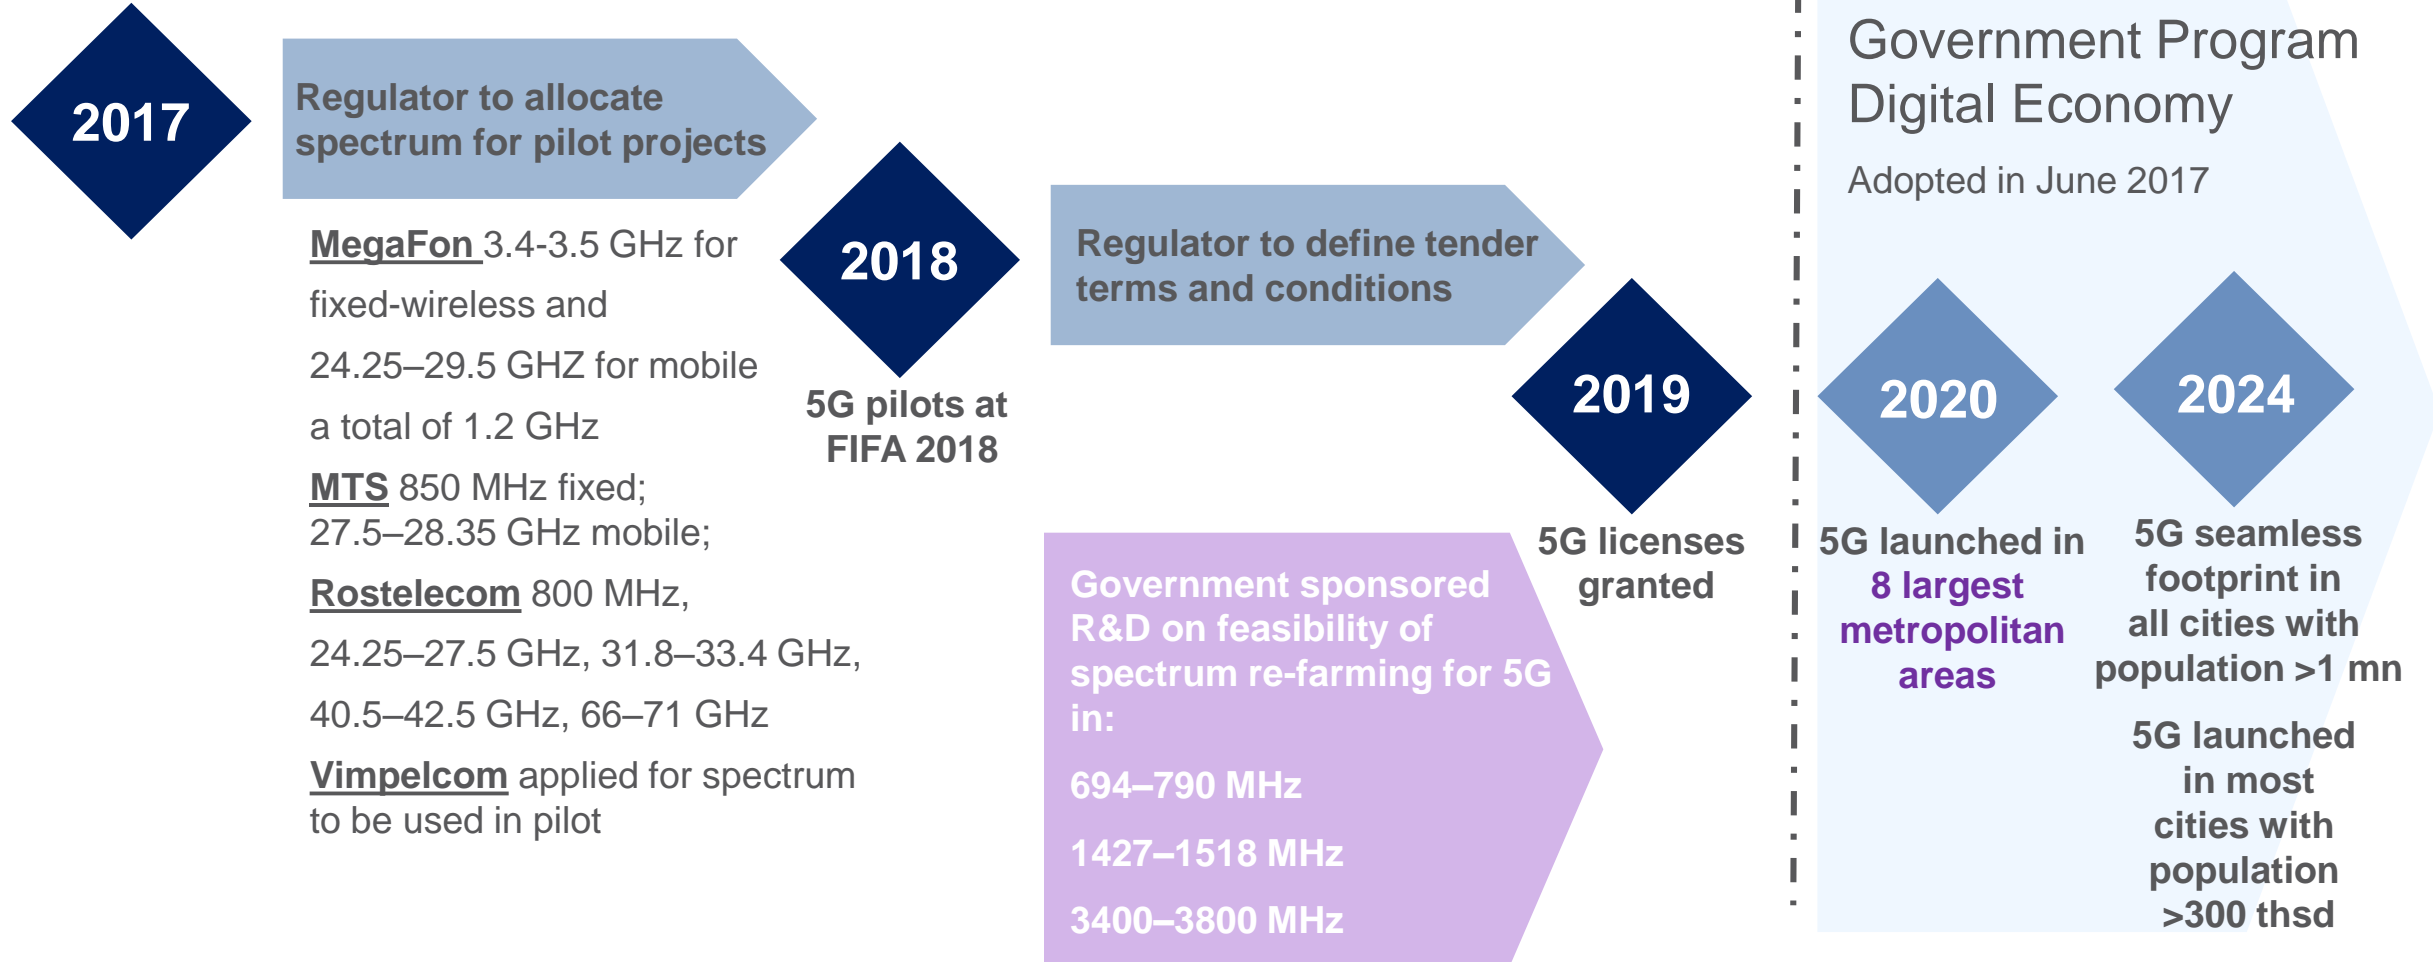 2017
Regulator to allocate
spectrum for pilot projects
MegaFon 3.4-3.5 GHz for
fixed-wireless and
24.25–29.5 GHZ for mobile
a total of 1.2 GHz
MTS 850 MHz fixed;
27.5–28.35 GHz mobile;
Rostelecom 800 MHz,
24.25–27.5 GHz, 31.8–33.4 GHz,
40.5–42.5 GHz, 66–71 GHz
Vimpelcom applied for spectrum
to be used in pilot
2018
5G pilots at
FIFA 2018
Regulator to define tender
terms and conditions
2019
5G licenses
granted
Government sponsored
R&D on feasibility of
spectrum re-farming for 5G
in:
694–790 MHz
1427–1518 MHz
3400–3800 MHz
Government Program
Digital Economy
Adopted in June 2017
2020
5G launched in
8 largest
metropolitan
areas
2024
5G seamless
footprint in
all cities with
population >1 mn
5G launched
in most
cities with
population
>300 thsd